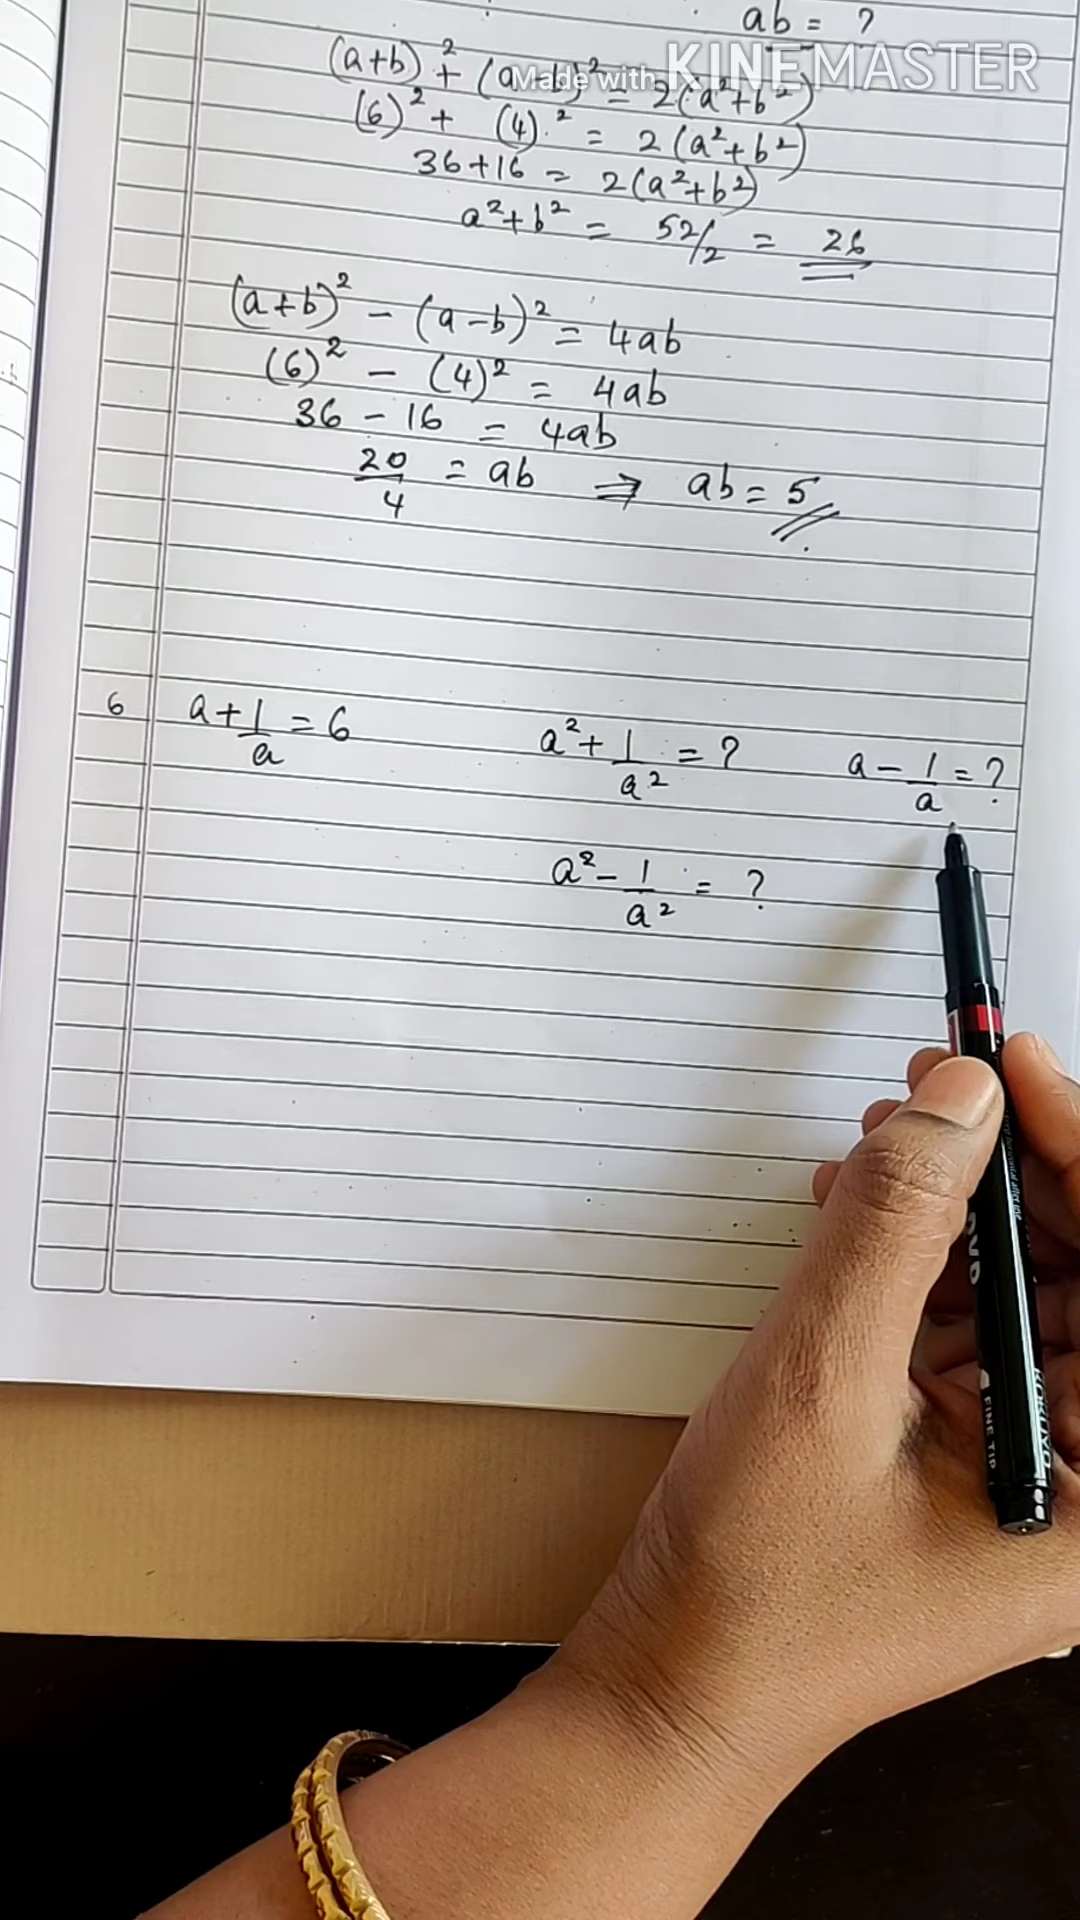 ab = ?
Made with KINEMASTER
(a+b)² + (a-b)² = 2(a²+b²)
(6)² + (4)² = 2(a²+b²)
36+16 = 2(a²+b²)
a²+b² = 52/2 = 26
(a+b)² - (a-b)² = 4ab
(6)² - (4)² = 4ab
36 - 16 = 4ab
20/4 = ab ⇒ ab = 5
6 a+1/a = 6 a²+1/a² = ? a-1/a = ?
a²-1/a² = ?
FINE TIP